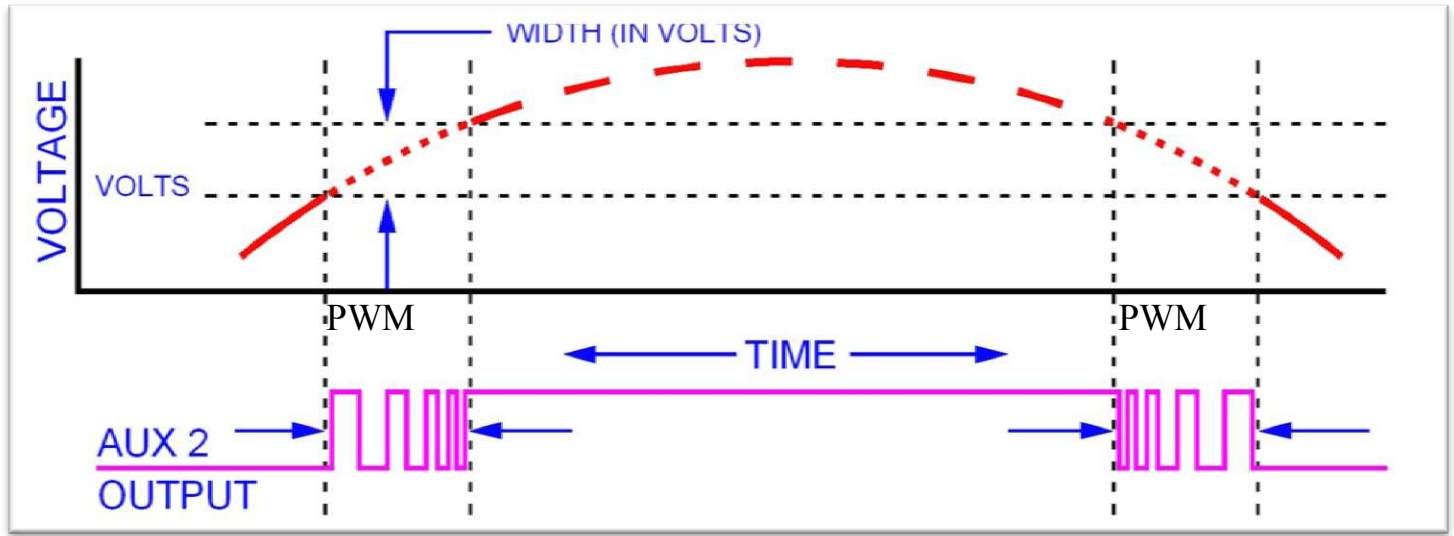 WIDTH (IN VOLTS)
VOLTAGE
VOLTS
PWM
PWM
TIME
AUX 2
OUTPUT